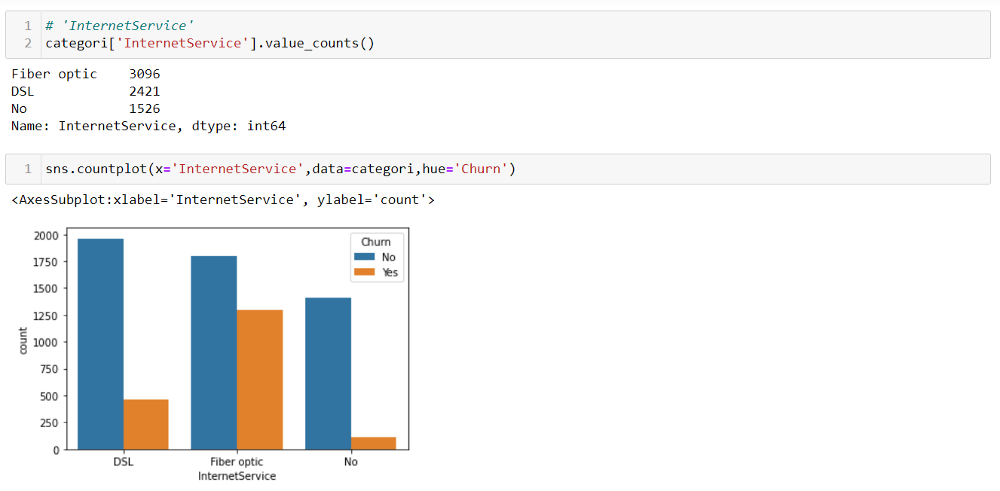 1 # 'InternetService'
2 categori['InternetService'].value_counts()
Fiber optic    3096
DSL            2421
No             1526
Name: InternetService, dtype: int64
1 sns.countplot(x='InternetService',data=categori,hue='Churn')
<AxesSubplot:xlabel='InternetService', ylabel='count'>
Churn
No
Yes
2000
1750
1500
1250
1000
750
500
250
0
count
DSL Fiber optic No
InternetService